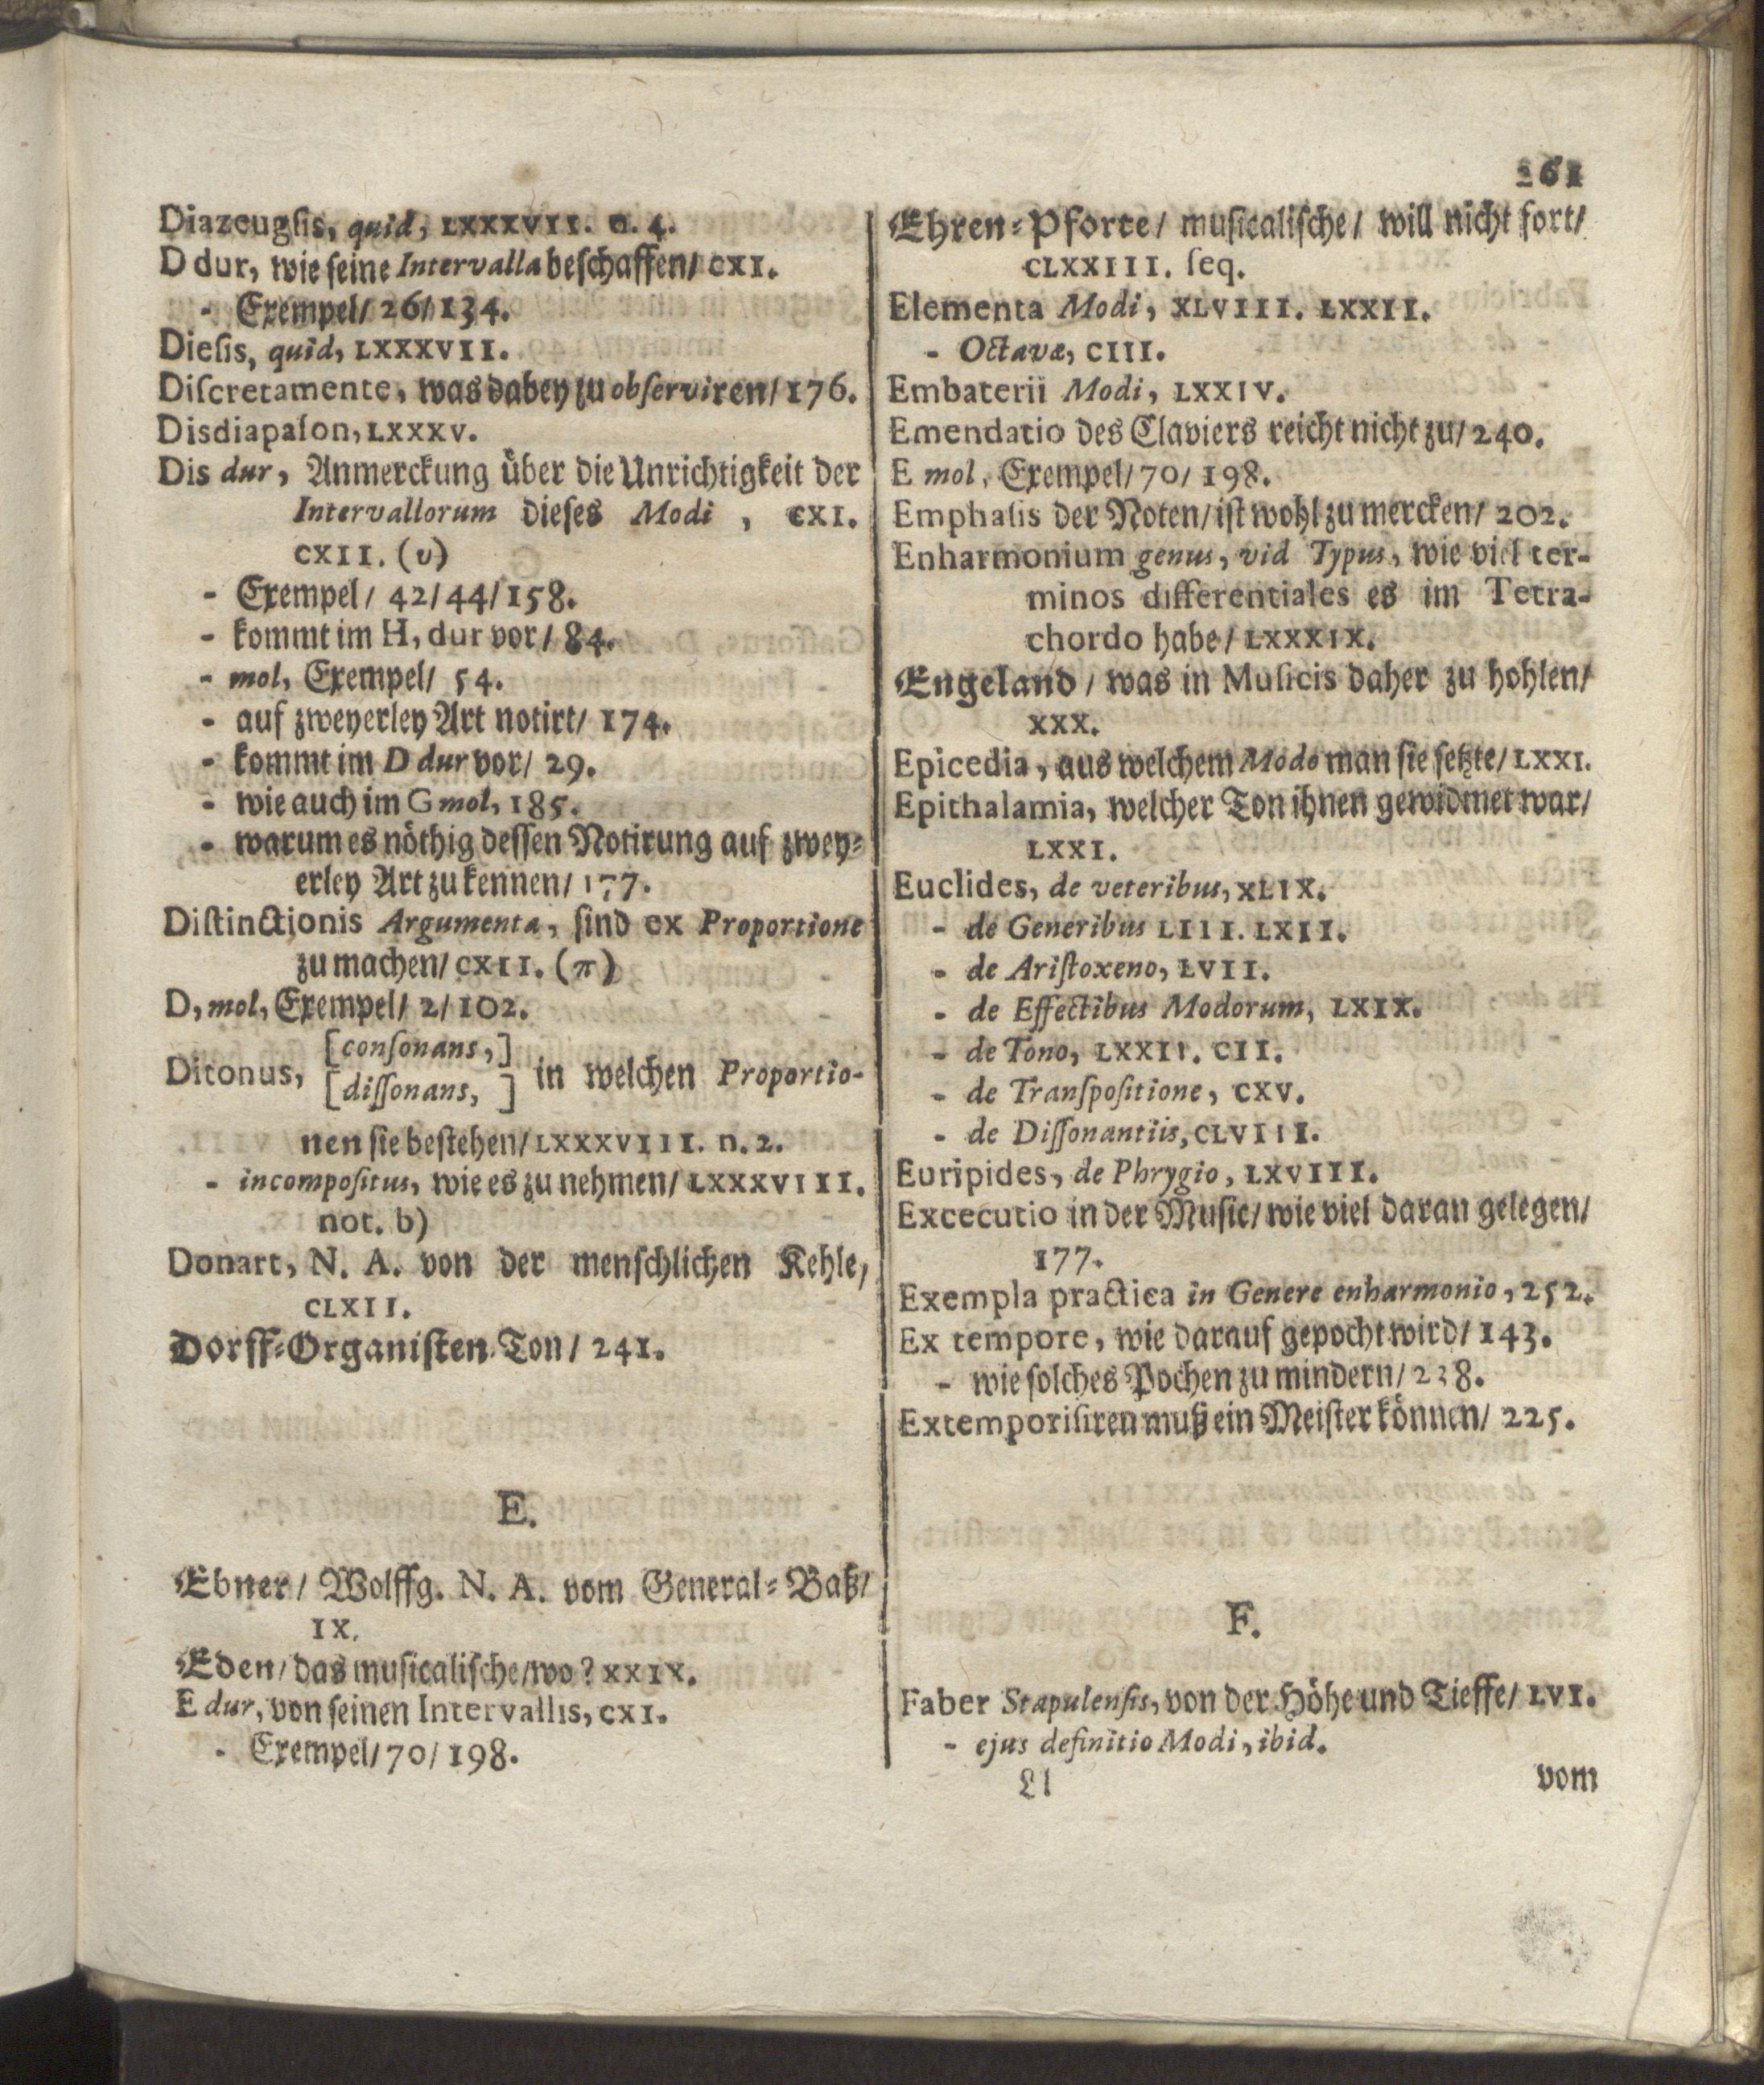 261
Diazeugſis, quid, LXXXVII. n. 4.
D dur, wie ſeine Intervalla beſchaffen/ CXI.
- Exempel/ 26/ 134.
Dieſis, quid, LXXXVII.
Diſcretamente, was dabey zu obſerviren/ 176.
Disdiapaſon, LXXXV.
Dis dur, Anmerckung über die Unrichtigkeit der
Intervallorum dieſes Modi, CXI.
CXII. (υ)
- Exempel/ 42/ 44/ 158.
- kommt im H, dur vor/ 84.
- mol, Exempel/ 54.
- auf zweyerley Art notirt/ 174.
- kommt im D dur vor/ 29.
- wie auch im G mol, 185.
- warum es nöthig deſſen Notirung auf zwey-
erley Art zu kennen/ 177.
Diſtinctionis Argumenta, ſind ex Proportione
zu machen/ CXII. (π)
D, mol, Exempel/ 2/ 102.
[conſonans,]
Ditonus, in welchen Proportio-
[diſſonans, ]
nen ſie beſtehen/ LXXXVIII. n. 2.
- incompoſitus, wie es zu nehmen/ LXXXVIII.
not. b)
Donart, N. A. von der menſchlichen Kehle,
CLXII.
Dorff-Organiſten-Ton/ 241.
E.
Ebner/ Wolffg. N. A. vom General-Baß/
IX.
Eden/ das muſicaliſche/ wo? XXIX.
E dur, von ſeinen Intervallis, CXI.
- Exempel/ 70/ 198.
Ehren-Pforte/ muſicaliſche/ will nicht fort/
CLXXIII. ſeq.
Elementa Modi, XLVIII. LXXII.
- Octavæ, CIII.
Embaterii Modi, LXXIV.
Emendatio des Claviers reicht nicht zu/ 240.
E mol, Exempel/ 70/ 198.
Emphaſis der Noten/ iſt wohl zu mercken/ 202.
Enharmonium genus, vid Typus, wie viel ter-
minos differentiales es im Tetra-
chordo habe/ LXXXIX.
Engeland/ was in Muſicis daher zu hohlen/
XXX.
Epicedia, aus welchem Modo man ſie ſetzte/ LXXI.
Epithalamia, welcher Ton ihnen gewidmet war/
LXXI.
Euclides, de veteribus, XLIX.
- de Generibus LIII. LXII.
- de Ariſtoxeno, LVII.
- de Effectibus Modorum, LXIX.
- de Tono, LXXII. CII.
- de Tranſpoſitione, CXV.
- de Diſſonantiis, CLVIII.
Euripides, de Phrygio, LXVIII.
Excecutio in der Muſic/ wie viel daran gelegen/
177.
Exempla practica in Genere enharmonio, 252.
Ex tempore, wie darauf gepocht wird/ 143.
- wie ſolches Pochen zu mindern/ 238.
Extemporiſiren muß ein Meiſter können/ 225.
F.
Faber Stapulenſis, von der Höhe und Tieffe/ LVI.
- ejus definitio Modi, ibid.
Ll vom